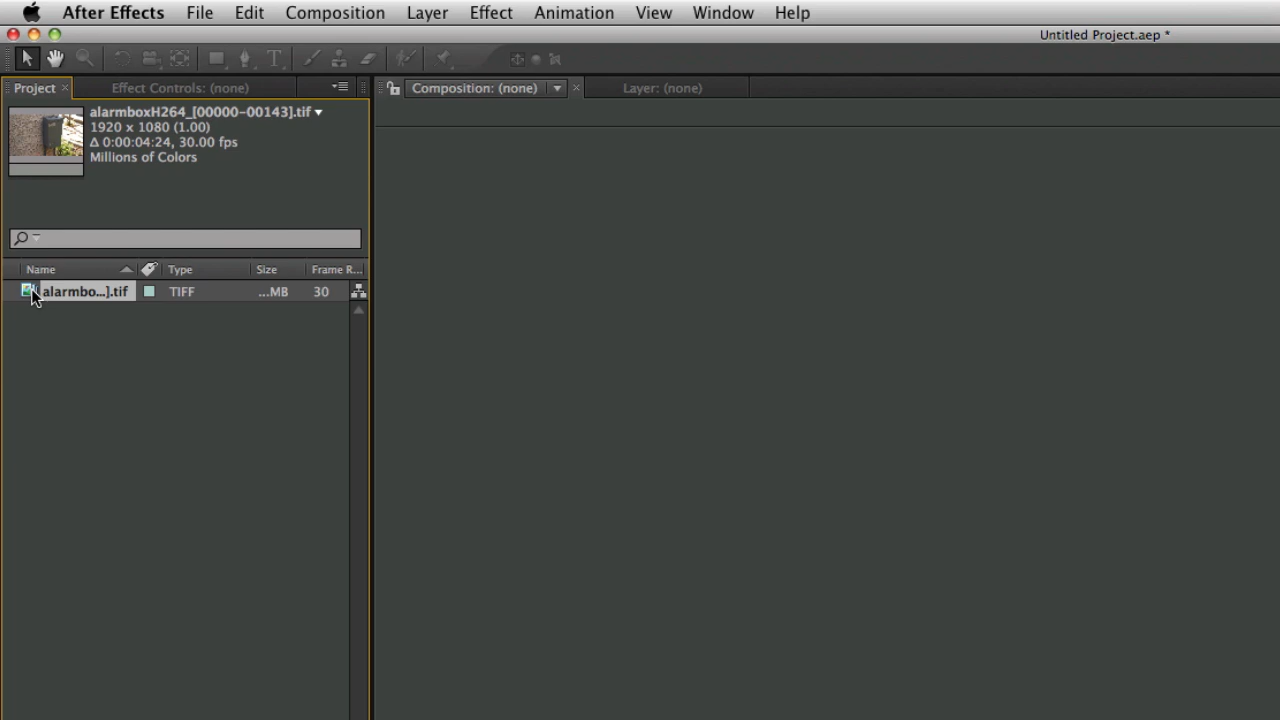 After Effects File Edit Composition Layer Effect Animation View Window Help
Untitled Project.aep *
Project × Effect Controls: (none) Composition: (none) × Layer: (none)
alarmboxH264_[00000-00143].tif
1920 x 1080 (1.00)
Δ 0:00:04:24, 30.00 fps
Millions of Colors
Name Type Size Frame R...
alarmbo...].tif TIFF ...MB 30